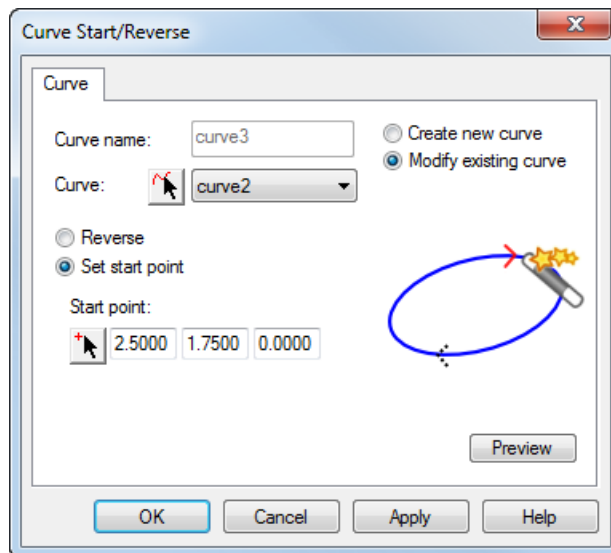 Curve Start/Reverse
Curve
Curve name: curve3
Create new curve
Modify existing curve
Curve: curve2
Reverse
Set start point
Start point:
2.5000 1.7500 0.0000
Preview
OK Cancel Apply Help